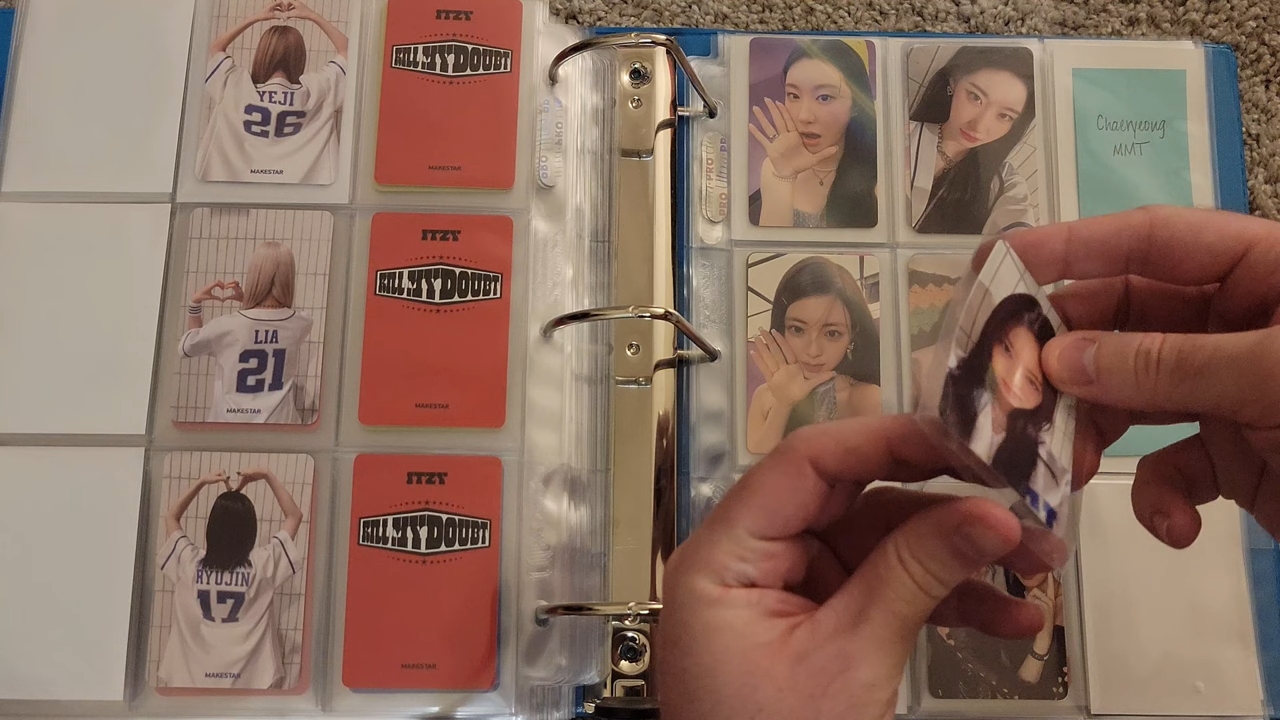 YEJI
26
MAKESTAR
ITZY
KILL MY DOUBT
MAKESTAR
LIA
21
MAKESTAR
ITZY
KILL MY DOUBT
MAKESTAR
RYUJIN
17
MAKESTAR
ITZY
KILL MY DOUBT
MAKESTAR
Chaeryeong
MMT